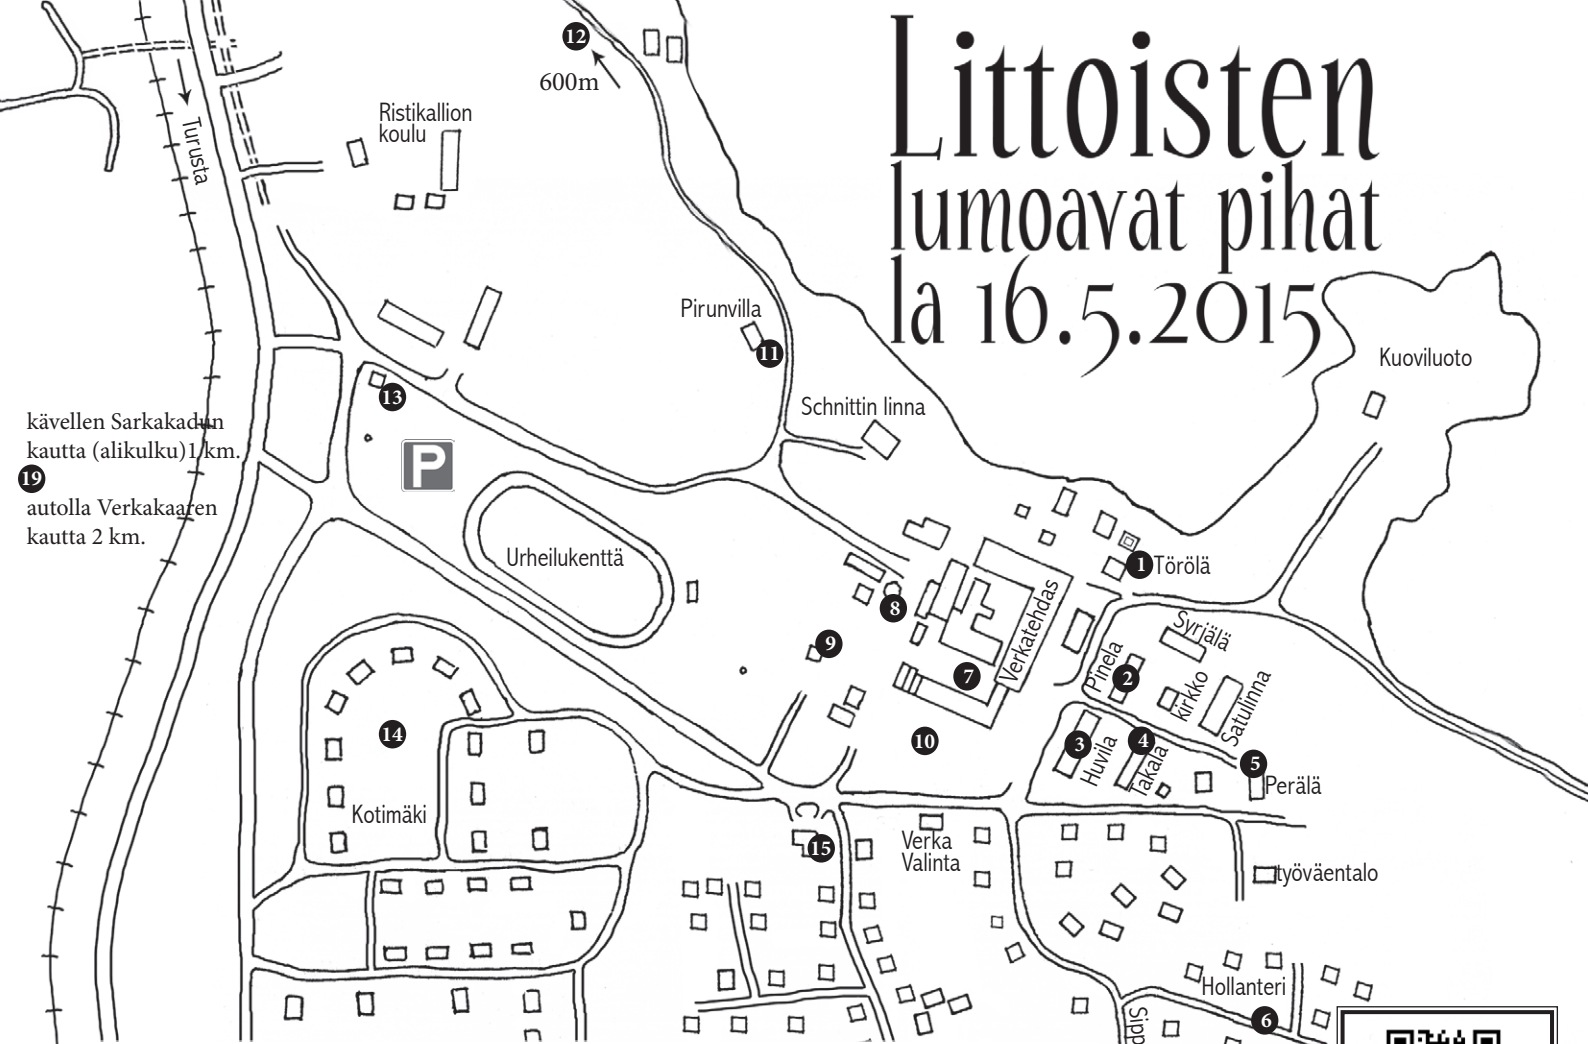 Littoisten
lumoavat pihat
la 16.5.2015
12
600m
Ristikallion
koulu
Turusta
Pirunvilla
11
Kuoviluoto
Schnittin linna
13
kävellen Sarkakadun
kautta (alikulku)1 km.
19
autolla Verkakaaren
kautta 2 km.
P
Urheilukenttä
1 Törölä
8
Verkatehdas
9
7
Syrjälä
Pinela
2
kirkko
Satulinna
14
10
3
Huvila
4
Takala
5
Perälä
Kotimäki
15
Verka
Valinta
työväentalo
Hollanteri
6
Sipp